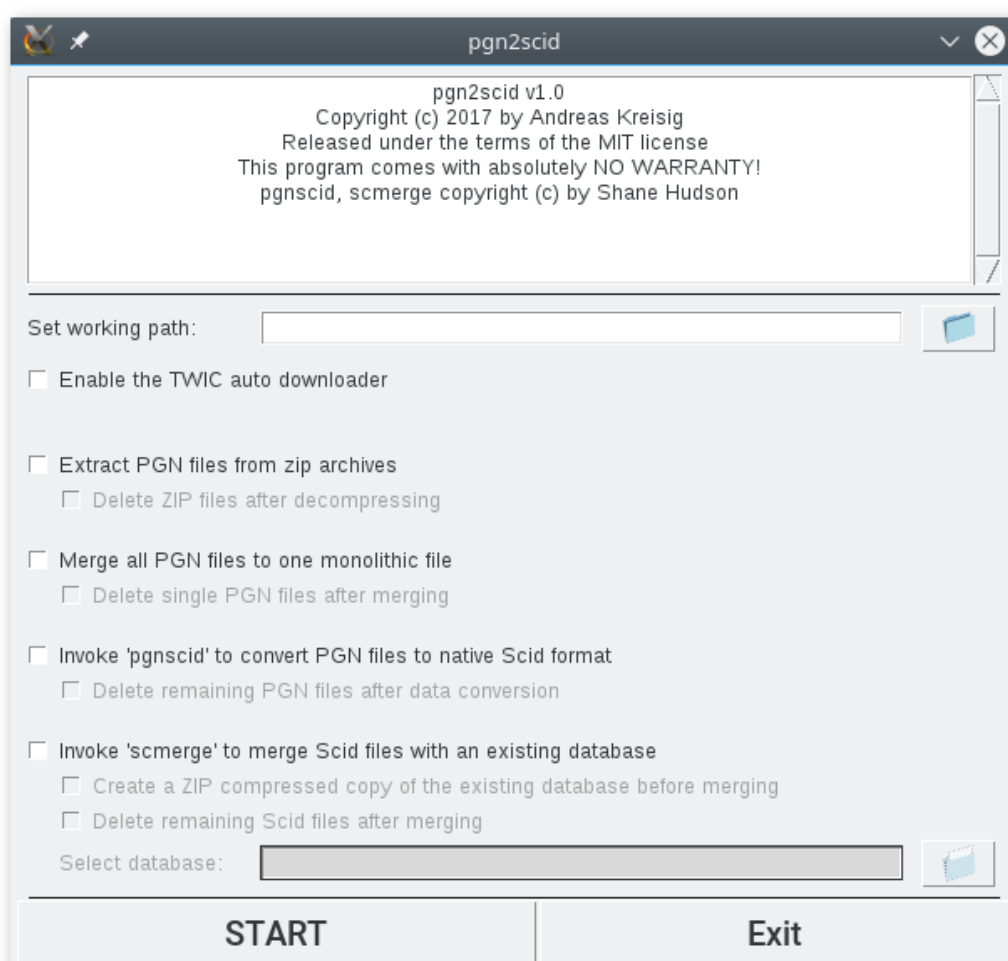 pgn2scid
pgn2scid v1.0
Copyright (c) 2017 by Andreas Kreisig
Released under the terms of the MIT license
This program comes with absolutely NO WARRANTY!
pgnscid, scmerge copyright (c) by Shane Hudson
Set working path:
Enable the TWIC auto downloader
Extract PGN files from zip archives
Delete ZIP files after decompressing
Merge all PGN files to one monolithic file
Delete single PGN files after merging
Invoke 'pgnscid' to convert PGN files to native Scid format
Delete remaining PGN files after data conversion
Invoke 'scmerge' to merge Scid files with an existing database
Create a ZIP compressed copy of the existing database before merging
Delete remaining Scid files after merging
Select database:
START Exit